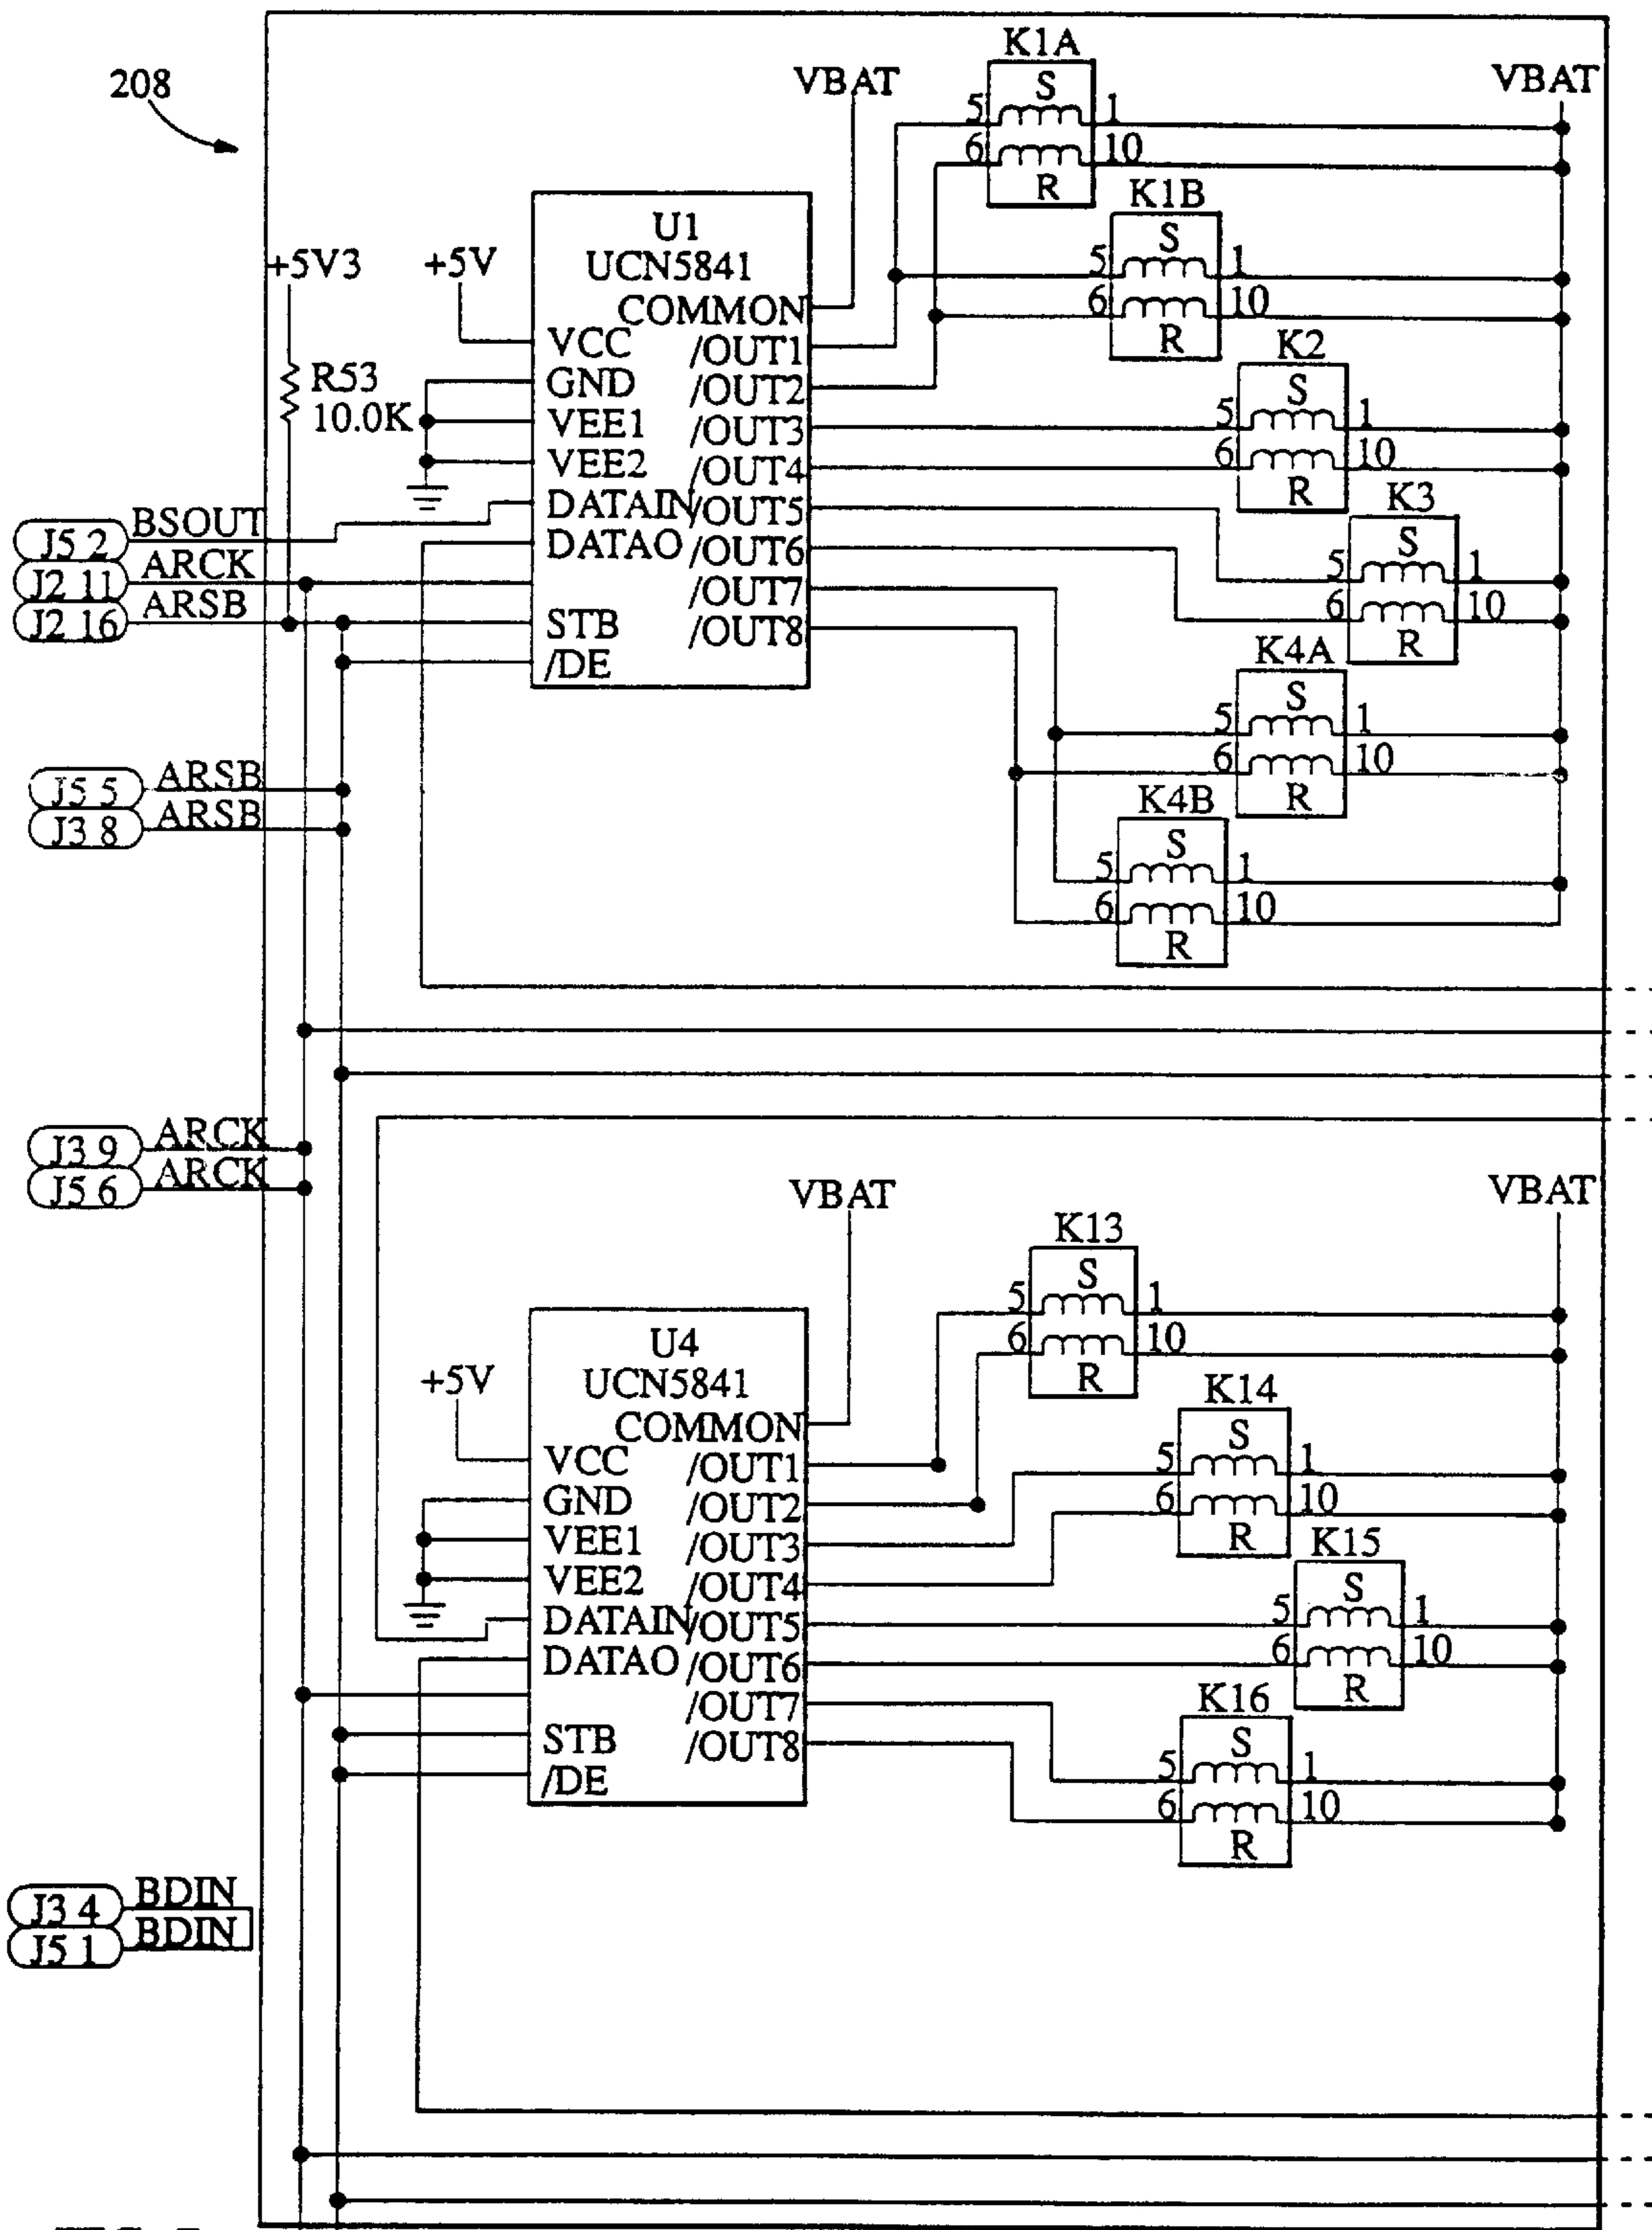 208
+5V3
R53
10.0K
+5V
U1
UCN5841
COMMON
VCC
GND
VEE1
VEE2
DATAIN
DATAO
STB
/DE
/OUT1
/OUT2
/OUT3
/OUT4
/OUT5
/OUT6
/OUT7
/OUT8
VBAT
VBAT
K1A
S
5 1
6 10
R
K1B
S
5 1
6 10
R
K2
S
5 1
6 10
R
K3
S
5 1
6 10
R
K4A
S
5 1
6 10
R
K4B
S
5 1
6 10
R
J5 2 BSOUT
J2 11 ARCK
J2 16 ARSB
J5 5 ARSB
J3 8 ARSB
J3 9 ARCK
J5 6 ARCK
+5V
U4
UCN5841
COMMON
VCC
GND
VEE1
VEE2
DATAIN
DATAO
STB
/DE
/OUT1
/OUT2
/OUT3
/OUT4
/OUT5
/OUT6
/OUT7
/OUT8
VBAT
VBAT
K13
S
5 1
6 10
R
K14
S
5 1
6 10
R
K15
S
5 1
6 10
R
K16
S
5 1
6 10
R
J3 4 BDIN
J5 1 BDIN